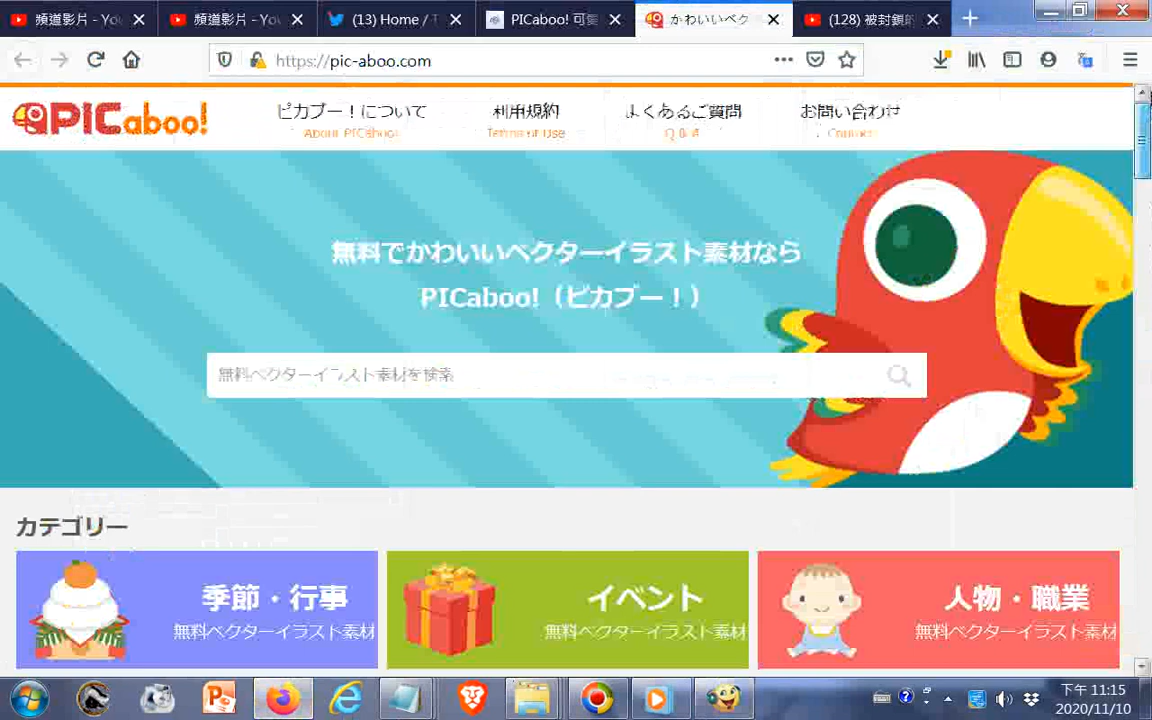 頻道影片 - Yo
頻道影片 - Yo
(13) Home / T
PICaboo! 可
かわいいベク
(128) 被封鎖
https://pic-aboo.com
PICaboo!
ピカブー！について
About PICaboo!
利用規約
Terms of Use
よくあるご質問
Q & A
お問い合わせ
Contact
無料でかわいいベクターイラスト素材なら
PICaboo!（ピカブー！）
無料ベクターイラスト素材を検索
カテゴリー
季節・行事
無料ベクターイラスト素材
イベント
無料ベクターイラスト素材
人物・職業
無料ベクターイラスト素材
下午 11:15
2020/11/10